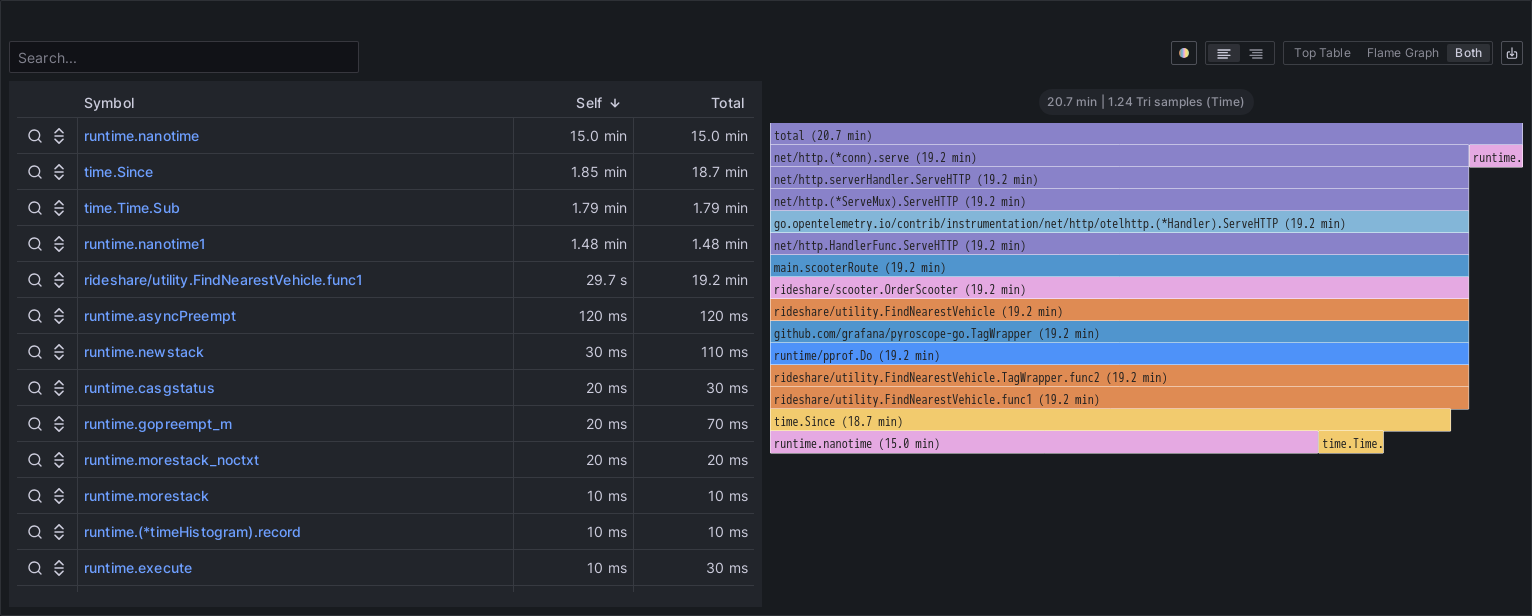 Search...
Top Table Flame Graph Both
Symbol Self Total
runtime.nanotime 15.0 min 15.0 min
time.Since 1.85 min 18.7 min
time.Time.Sub 1.79 min 1.79 min
runtime.nanotime1 1.48 min 1.48 min
rideshare/utility.FindNearestVehicle.func1 29.7 s 19.2 min
runtime.asyncPreempt 120 ms 120 ms
runtime.newstack 30 ms 110 ms
runtime.casgstatus 20 ms 30 ms
runtime.gopreempt_m 20 ms 70 ms
runtime.morestack_noctxt 20 ms 20 ms
runtime.morestack 10 ms 10 ms
runtime.(*timeHistogram).record 10 ms 10 ms
runtime.execute 10 ms 30 ms
20.7 min | 1.24 Tri samples (Time)
total (20.7 min)
net/http.(*conn).serve (19.2 min) runtime.
net/http.serverHandler.ServeHTTP (19.2 min)
net/http.(*ServeMux).ServeHTTP (19.2 min)
go.opentelemetry.io/contrib/instrumentation/net/http/otelhttp.(*Handler).ServeHTTP (19.2 min)
net/http.HandlerFunc.ServeHTTP (19.2 min)
main.scooterRoute (19.2 min)
rideshare/scooter.OrderScooter (19.2 min)
rideshare/utility.FindNearestVehicle (19.2 min)
github.com/grafana/pyroscope-go.TagWrapper (19.2 min)
runtime/pprof.Do (19.2 min)
rideshare/utility.FindNearestVehicle.TagWrapper.func2 (19.2 min)
rideshare/utility.FindNearestVehicle.func1 (19.2 min)
time.Since (18.7 min)
runtime.nanotime (15.0 min) time.Time.